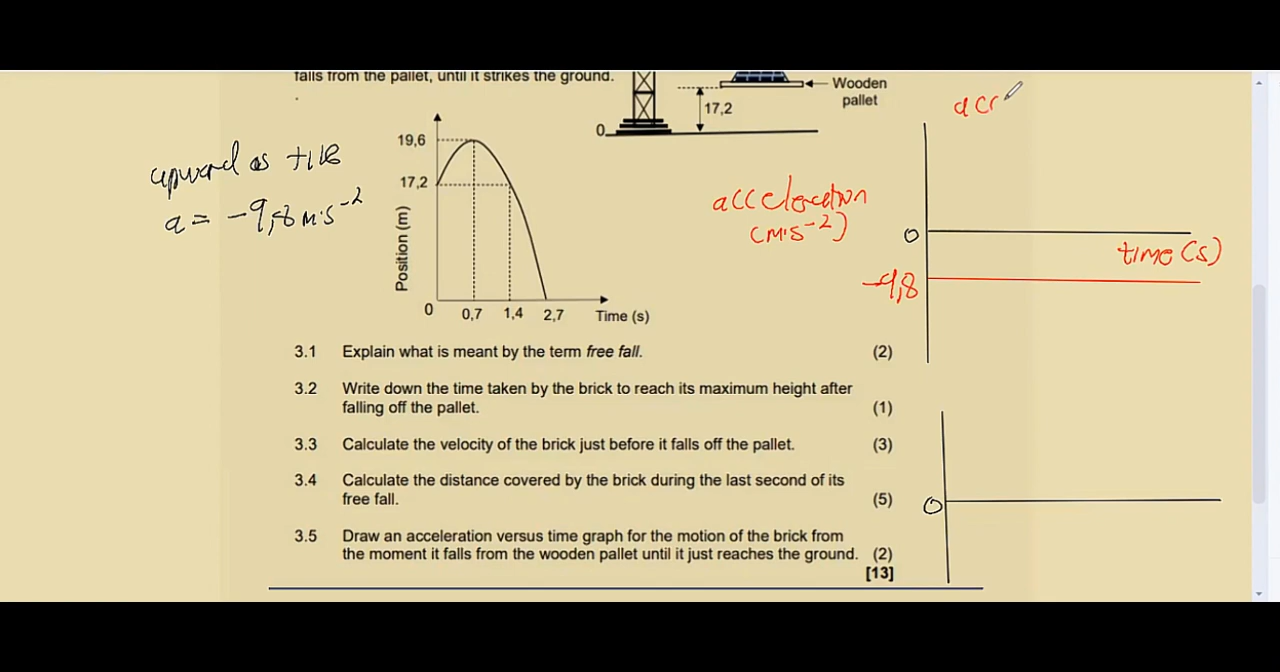 falls from the pallet, until it strikes the ground.
Wooden
pallet
17,2
0
acc
upward as +ive
a = -9,8 m·s⁻²
19,6
17,2
Position (m)
0
0,7
1,4
2,7
Time (s)
acceleration
(m·s⁻²)
0
time (s)
-9,8
3.1 Explain what is meant by the term free fall. (2)
3.2 Write down the time taken by the brick to reach its maximum height after
falling off the pallet. (1)
3.3 Calculate the velocity of the brick just before it falls off the pallet. (3)
3.4 Calculate the distance covered by the brick during the last second of its
free fall. (5)
0
3.5 Draw an acceleration versus time graph for the motion of the brick from
the moment it falls from the wooden pallet until it just reaches the ground. (2)
[13]